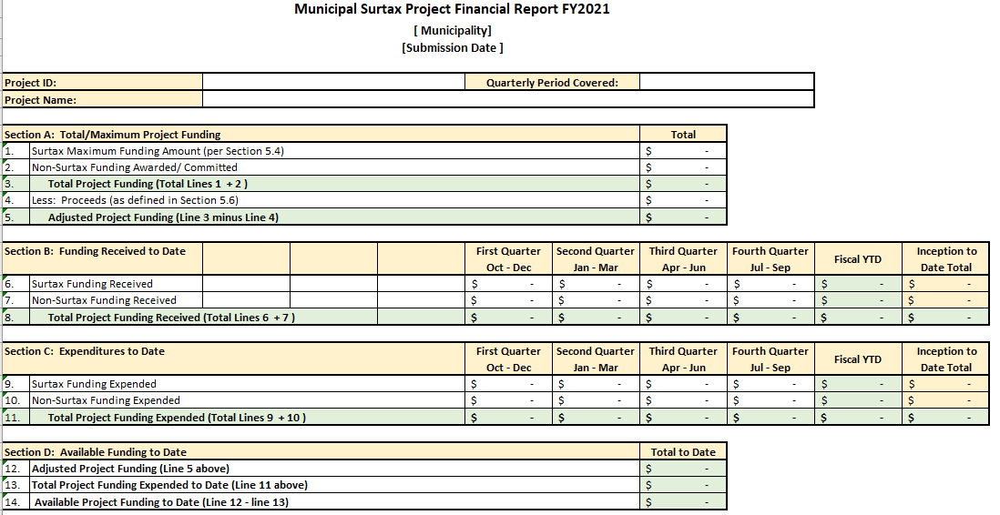 Municipal Surtax Project Financial Report FY2021
[ Municipality]
[Submission Date ]
Project ID: Quarterly Period Covered:
Project Name:
Section A: Total/Maximum Project Funding Total
1. Surtax Maximum Funding Amount (per Section 5.4) $ -
2. Non-Surtax Funding Awarded/ Committed $ -
3. Total Project Funding (Total Lines 1 + 2 ) $ -
4. Less: Proceeds (as defined in Section 5.6) $ -
5. Adjusted Project Funding (Line 3 minus Line 4) $ -
Section B: Funding Received to Date First Quarter Second Quarter Third Quarter Fourth Quarter Fiscal YTD Inception to
Oct - Dec Jan - Mar Apr - Jun Jul - Sep Date Total
6. Surtax Funding Received $ - $ - $ - $ - $ - $ -
7. Non-Surtax Funding Received $ - $ - $ - $ - $ - $ -
8. Total Project Funding Received (Total Lines 6 + 7 ) $ - $ - $ - $ - $ - $ -
Section C: Expenditures to Date First Quarter Second Quarter Third Quarter Fourth Quarter Fiscal YTD Inception to
Oct - Dec Jan - Mar Apr - Jun Jul - Sep Date Total
9. Surtax Funding Expended $ - $ - $ - $ - $ - $ -
10. Non-Surtax Funding Expended $ - $ - $ - $ - $ - $ -
11. Total Project Funding Expended (Total Lines 9 + 10 ) $ - $ - $ - $ - $ - $ -
Section D: Available Funding to Date Total to Date
12. Adjusted Project Funding (Line 5 above) $ -
13. Total Project Funding Expended to Date (Line 11 above) $ -
14. Available Project Funding to Date (Line 12 - line 13) $ -